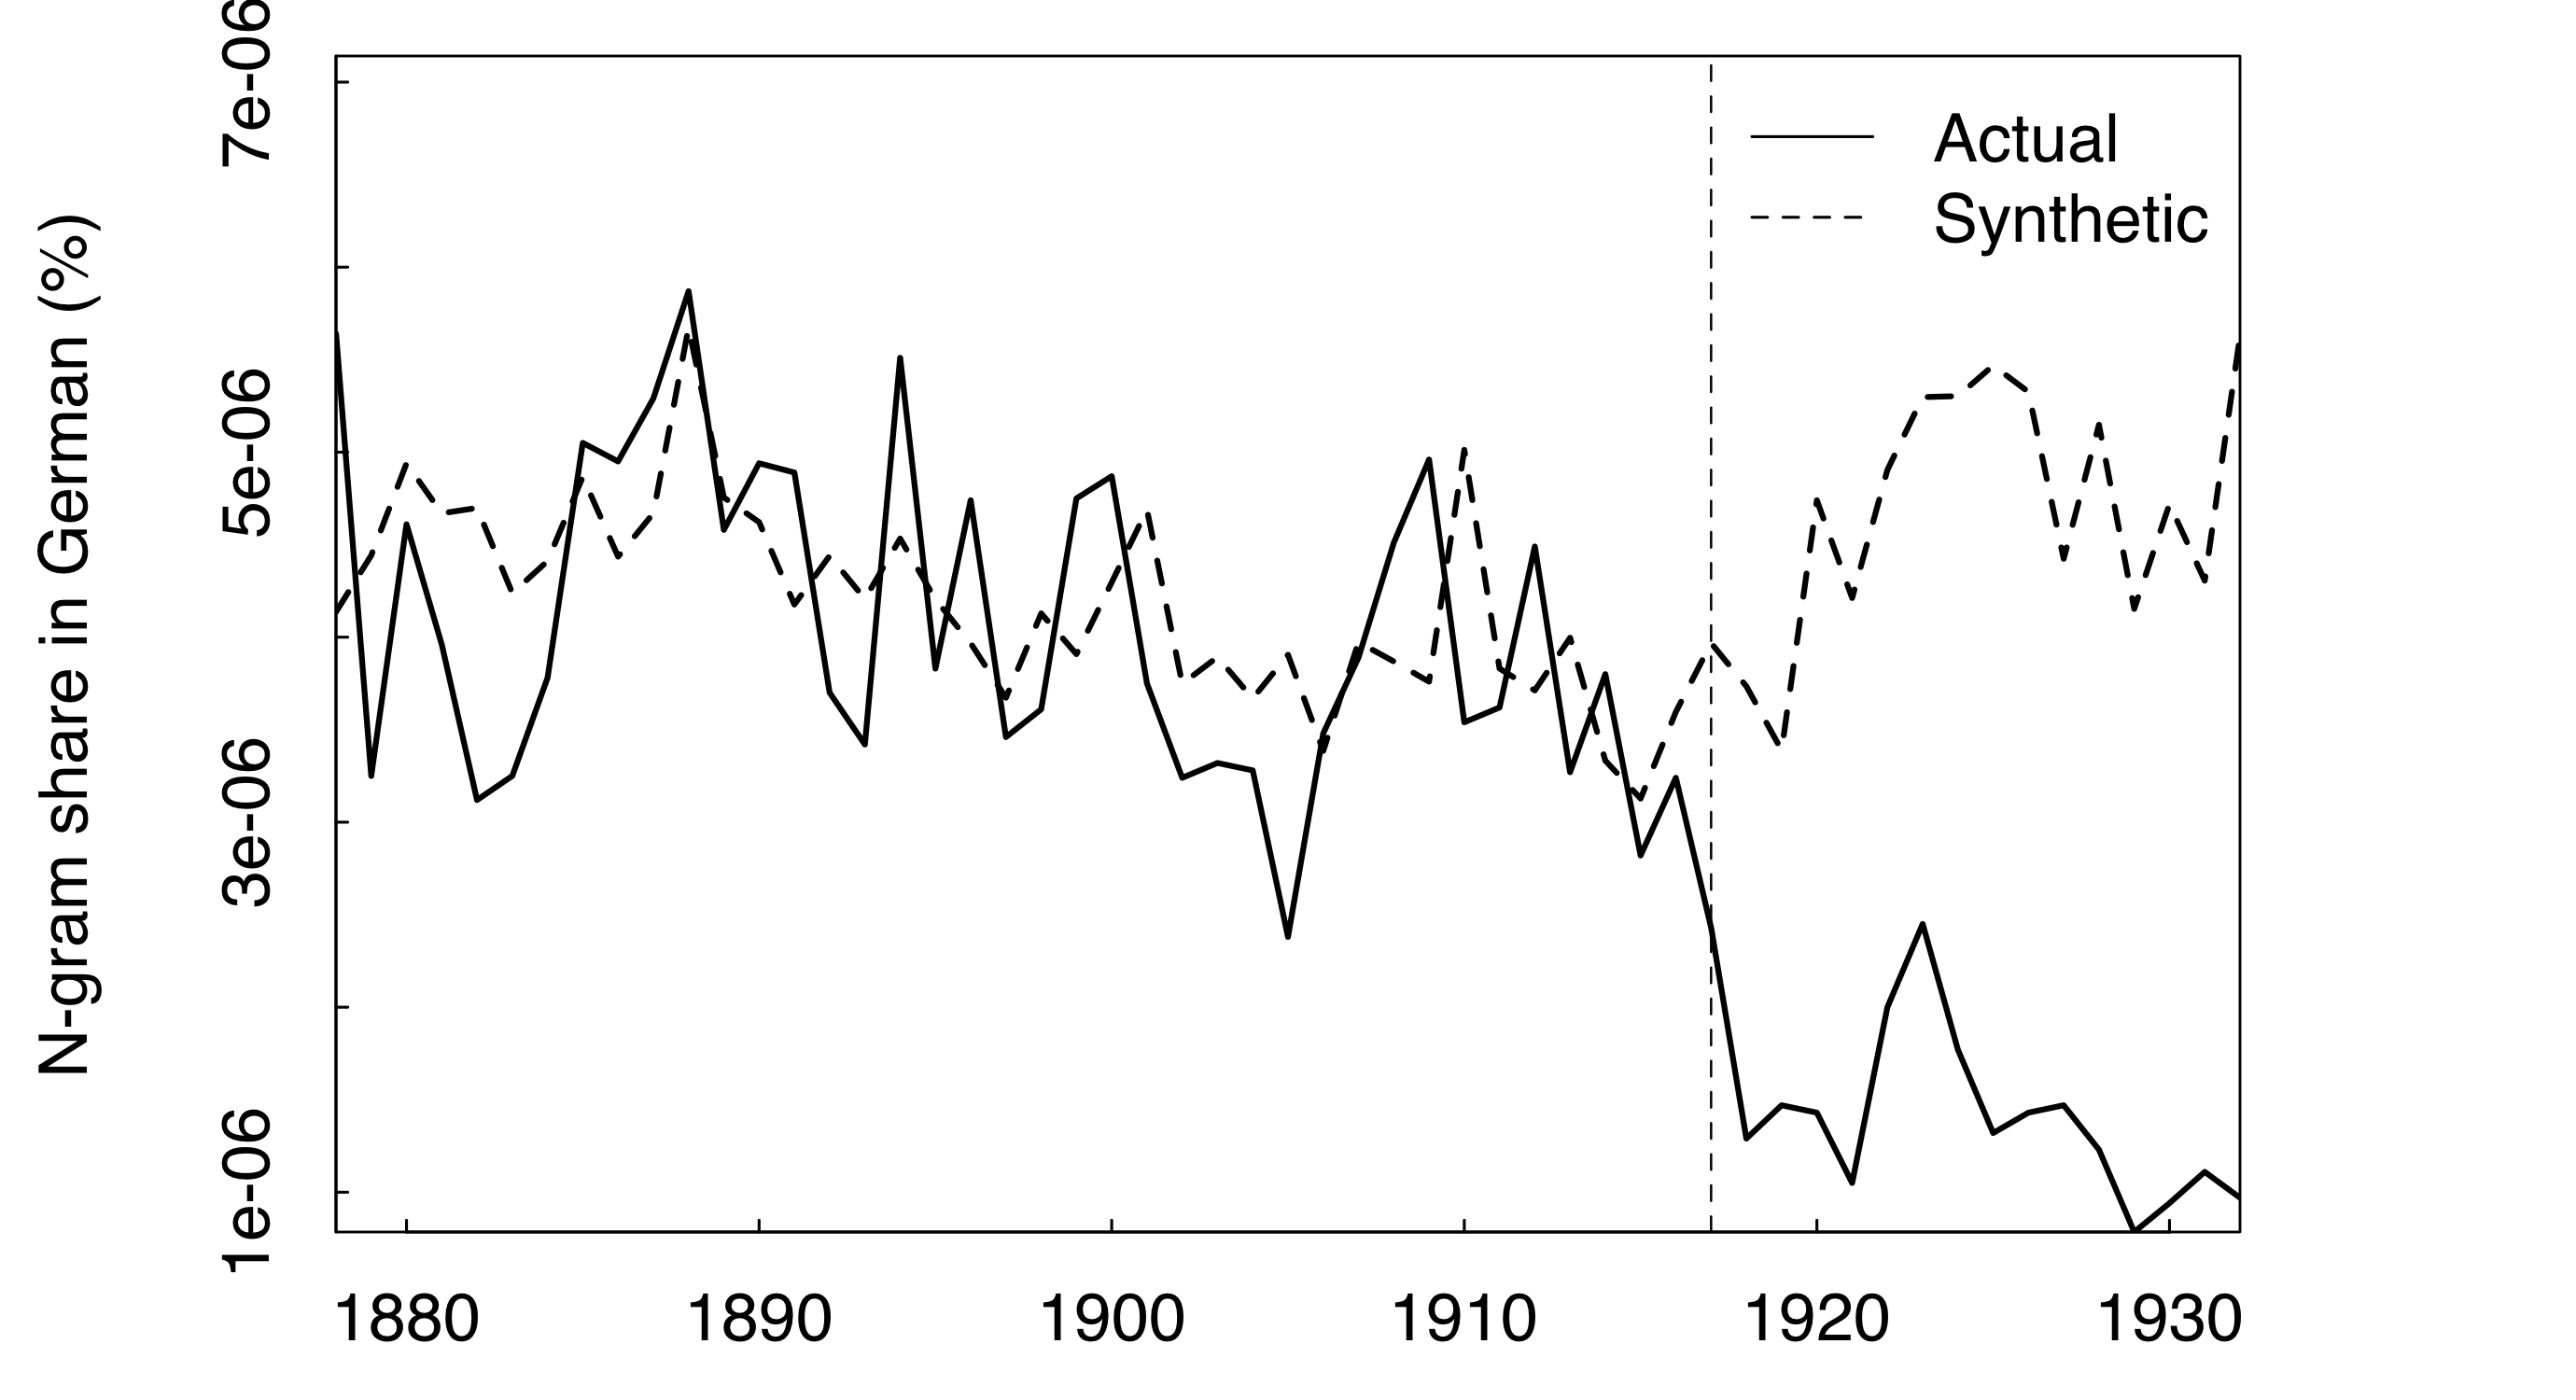 N-gram share in German (%)
7e-06
5e-06
3e-06
1e-06
Actual
Synthetic
1880 1890 1900 1910 1920 1930